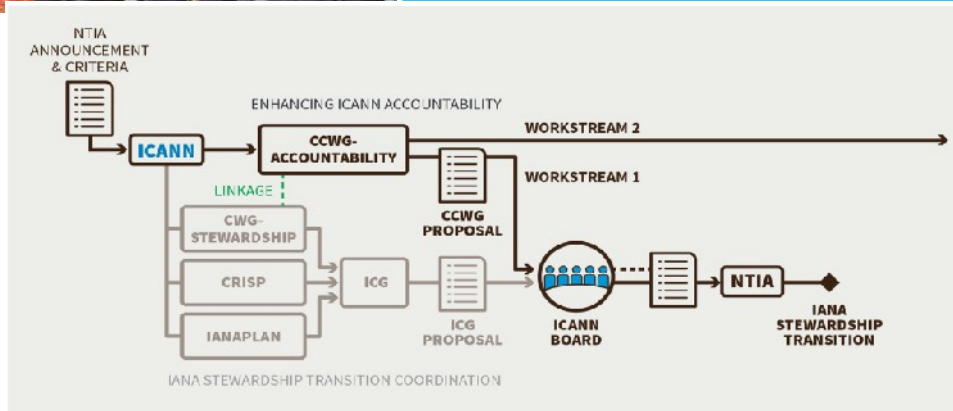 NTIA
ANNOUNCEMENT
& CRITERIA
ENHANCING ICANN ACCOUNTABILITY
ICANN
CCWG-
ACCOUNTABILITY
WORKSTREAM 2
WORKSTREAM 1
LINKAGE
CCWG
PROPOSAL
CWG-
STEWARDSHIP
CRISP
ICG
IANAPLAN
ICG
PROPOSAL
ICANN
BOARD
NTIA
IANA
STEWARDSHIP
TRANSITION
IANA STEWARDSHIP TRANSITION COORDINATION